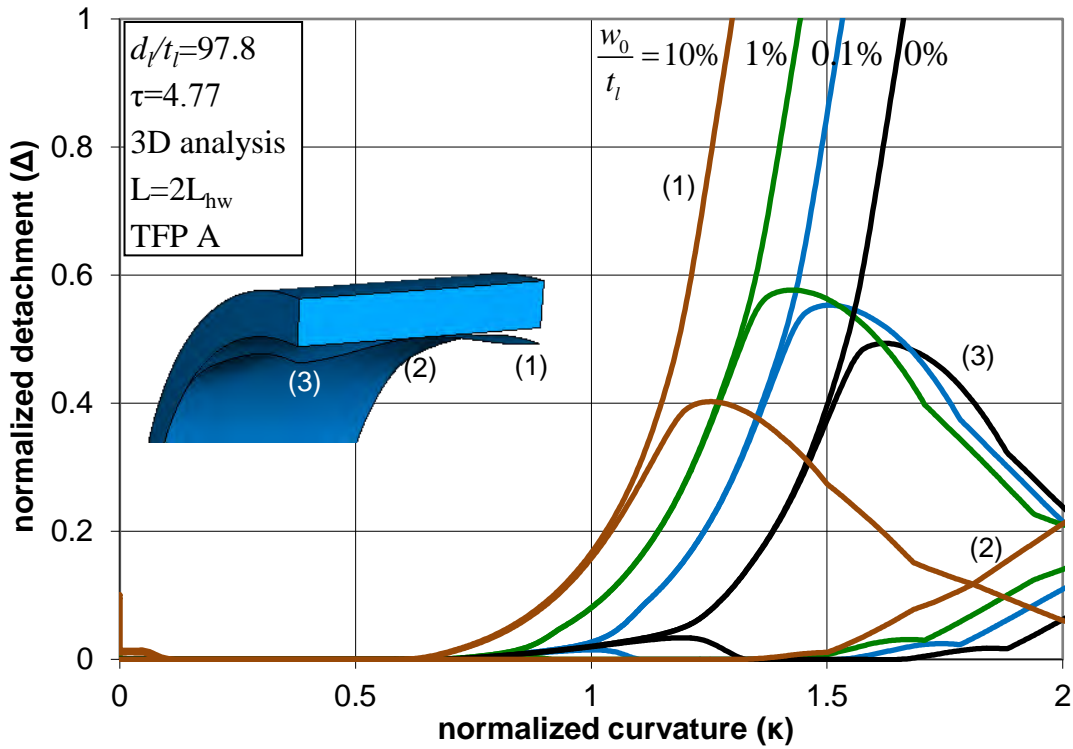 normalized detachment (Δ)
1
0.8
0.6
0.4
0.2
0
d_l/t_l=97.8
τ=4.77
3D analysis
L=2L_hw
TFP A
w_0/t_l =10% 1% 0.1% 0%
(1)
(3)
(2)
(3) (2) (1)
0 0.5 1 1.5 2
normalized curvature (κ)